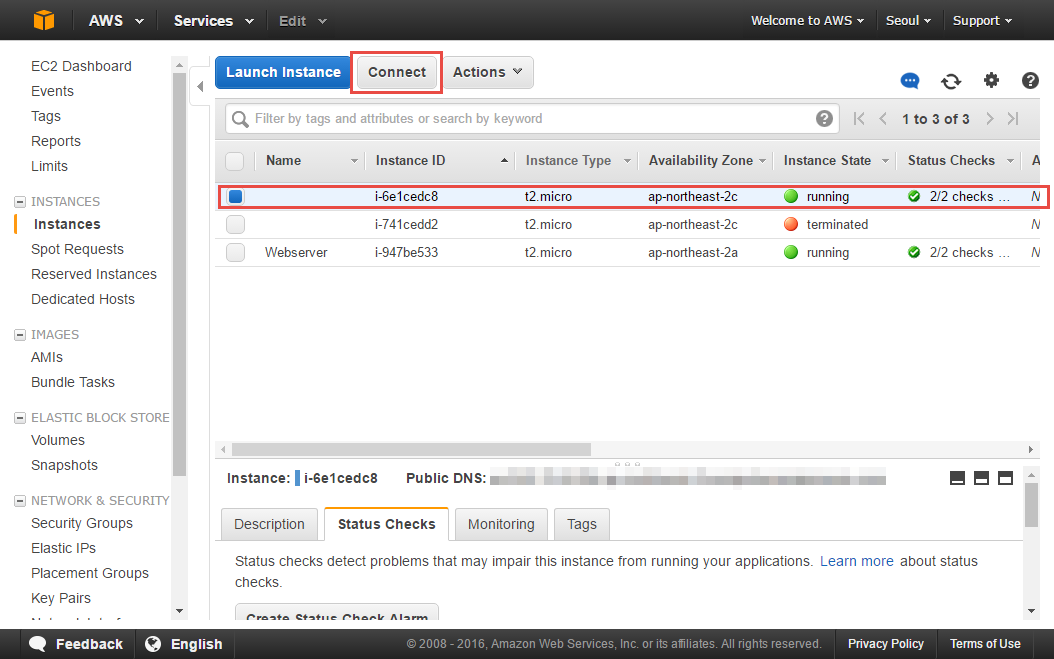 AWS Services Edit Welcome to AWS Seoul Support
EC2 Dashboard
Events
Tags
Reports
Limits
INSTANCES
Instances
Spot Requests
Reserved Instances
Dedicated Hosts
IMAGES
AMIs
Bundle Tasks
ELASTIC BLOCK STORE
Volumes
Snapshots
NETWORK & SECURITY
Security Groups
Elastic IPs
Placement Groups
Key Pairs
Launch Instance Connect Actions
Filter by tags and attributes or search by keyword 1 to 3 of 3
Name Instance ID Instance Type Availability Zone Instance State Status Checks A
i-6e1cedc8 t2.micro ap-northeast-2c running 2/2 checks ... N
i-741cedd2 t2.micro ap-northeast-2c terminated N
Webserver i-947be533 t2.micro ap-northeast-2a running 2/2 checks ... N
Instance: i-6e1cedc8 Public DNS:
Description Status Checks Monitoring Tags
Status checks detect problems that may impair this instance from running your applications. Learn more about status
checks.
Create Status Check Alarm
Feedback English © 2008 - 2016, Amazon Web Services, Inc. or its affiliates. All rights reserved. Privacy Policy Terms of Use